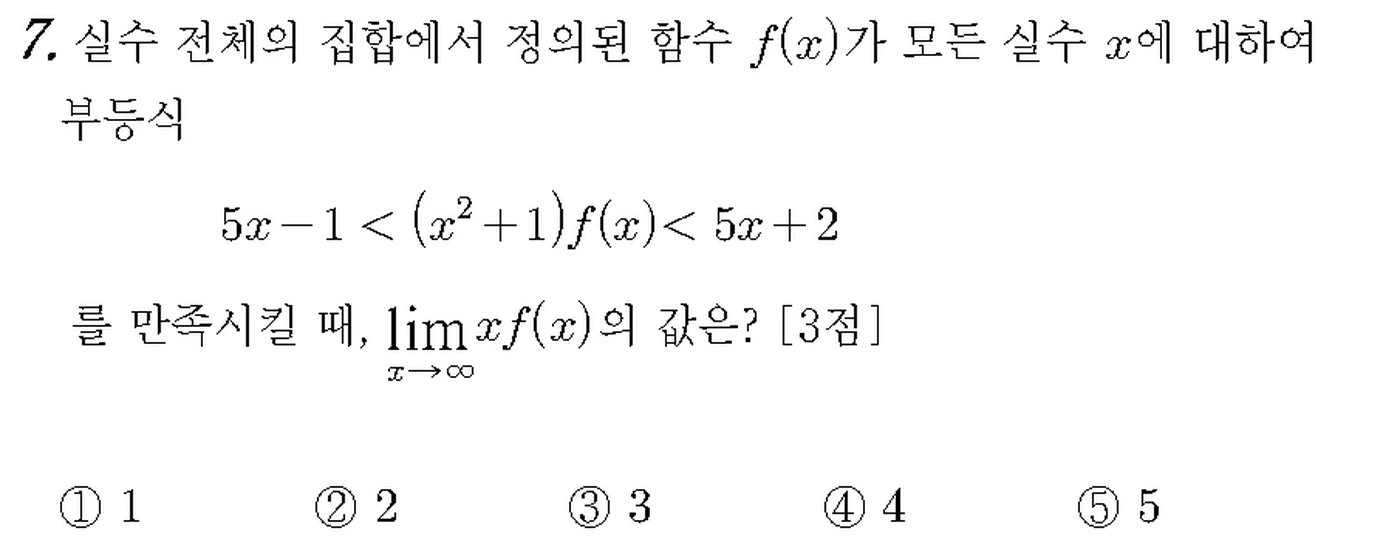 7. 실수 전체의 집합에서 정의된 함수 f(x)가 모든 실수 x에 대하여
부등식
5x－1 < (x²＋1)f(x)< 5x＋2
를 만족시킬 때, lim x→∞ xf(x)의 값은? [3점]
① 1 ② 2 ③ 3 ④ 4 ⑤ 5